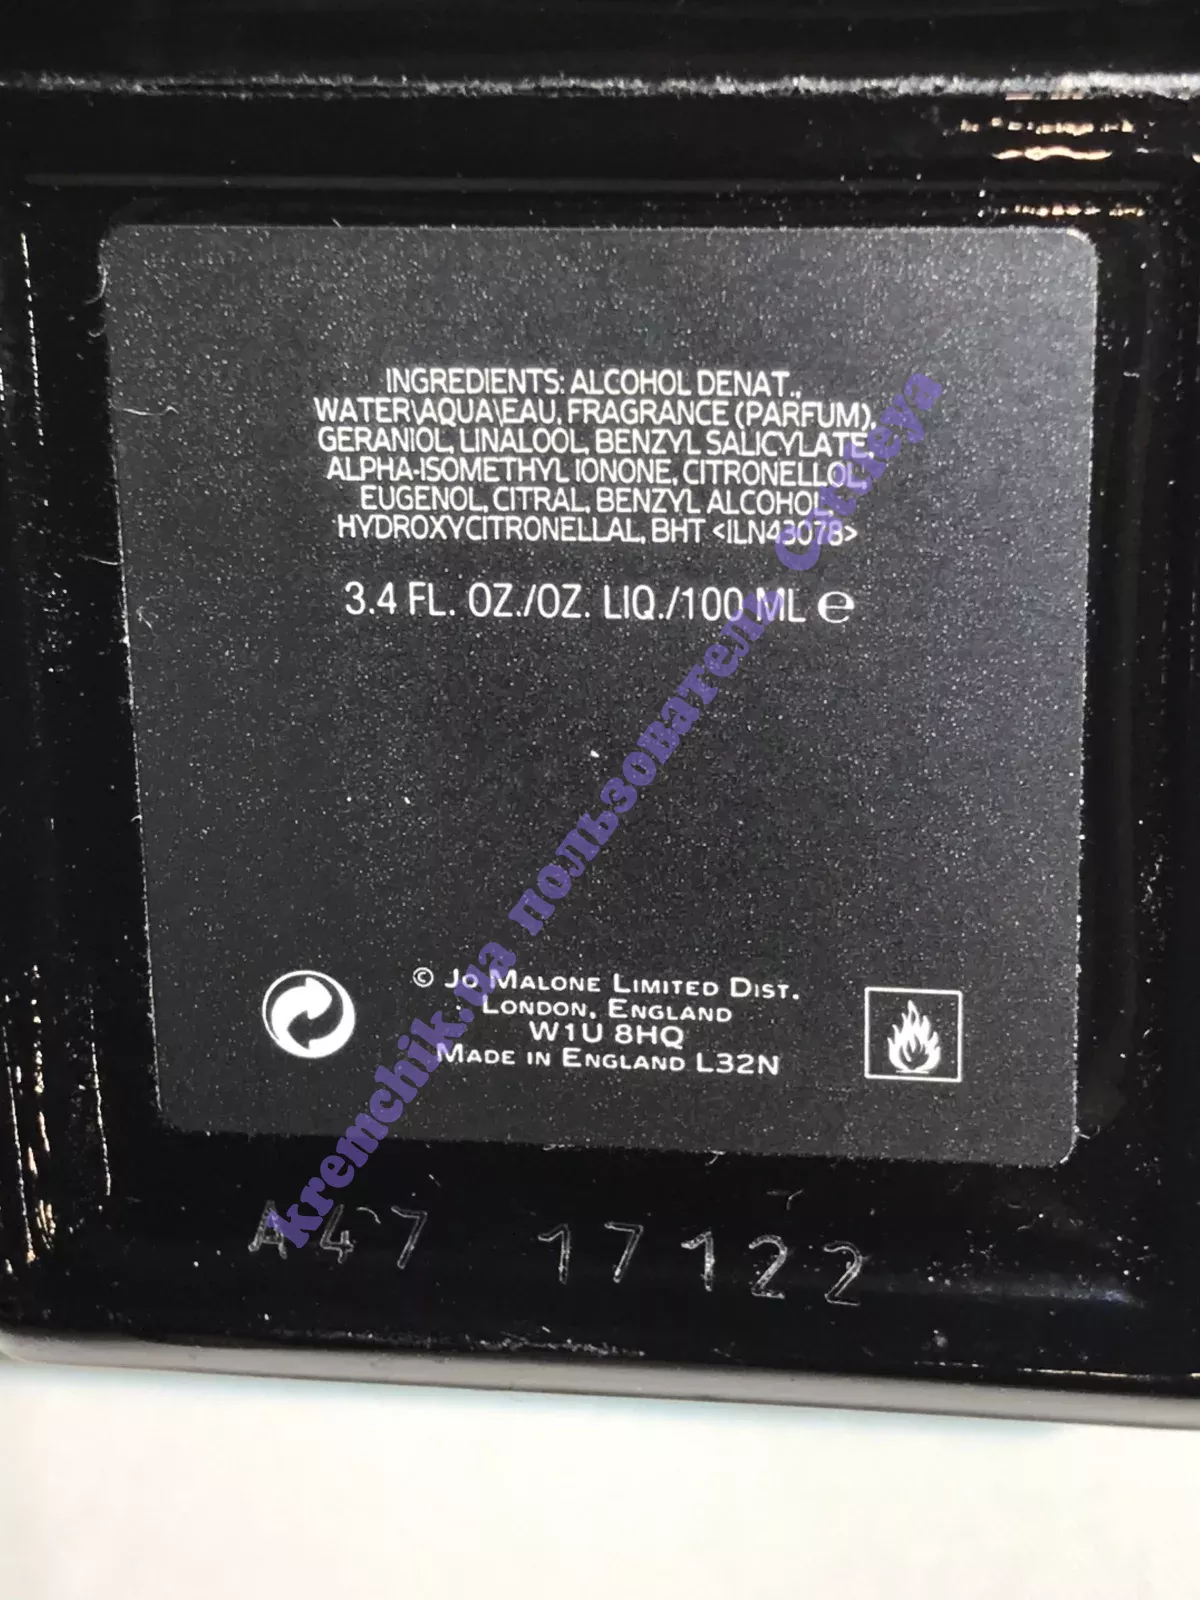 INGREDIENTS: ALCOHOL DENAT.,
WATER\AQUA\EAU, FRAGRANCE (PARFUM),
GERANIOL, LINALOOL, BENZYL SALICYLATE,
ALPHA-ISOMETHYL IONONE, CITRONELLOL,
EUGENOL, CITRAL, BENZYL ALCOHOL,
HYDROXYCITRONELLAL, BHT <ILN43078>
3.4 FL. OZ./OZ. LIQ./100 ML ℮
© JO MALONE LIMITED DIST.
LONDON, ENGLAND
W1U 8HQ
MADE IN ENGLAND L32N
A47 17122
kremchik.ua пользователь